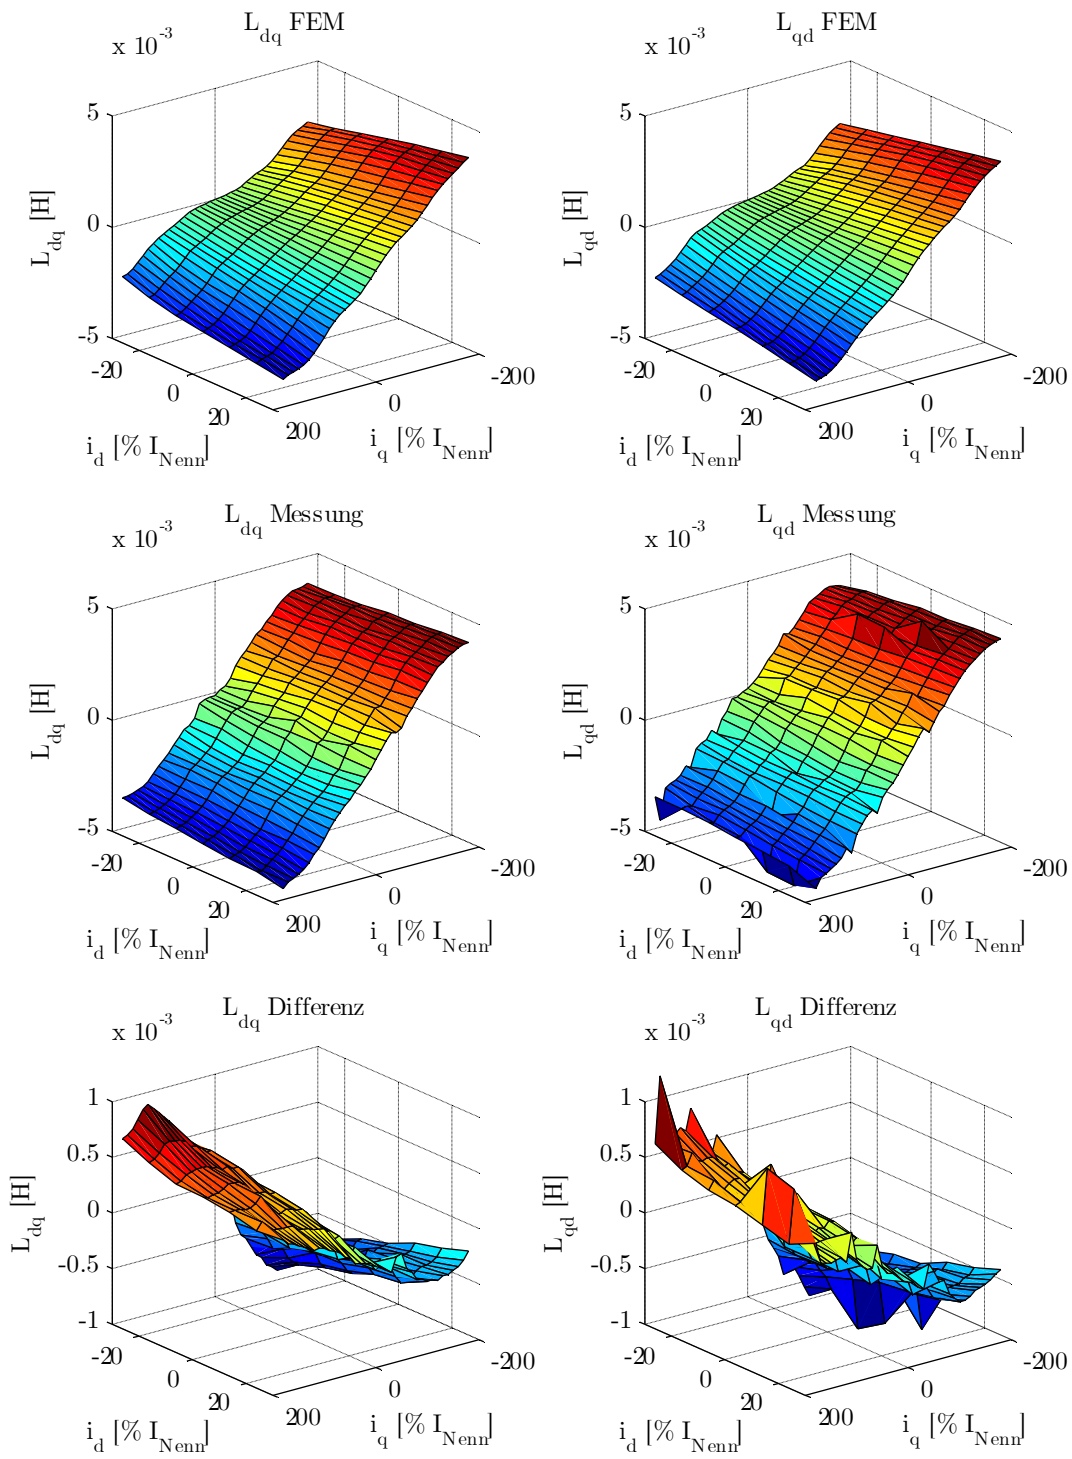 L_dq FEM
x 10^-3
5
0
-5
L_dq [H]
-20
0
20
i_d [% I_Nenn]
200
0
-200
i_q [% I_Nenn]
L_qd FEM
x 10^-3
5
0
-5
L_qd [H]
-20
0
20
i_d [% I_Nenn]
200
0
-200
i_q [% I_Nenn]
L_dq Messung
x 10^-3
5
0
-5
L_dq [H]
-20
0
20
i_d [% I_Nenn]
200
0
-200
i_q [% I_Nenn]
L_qd Messung
x 10^-3
5
0
-5
L_qd [H]
-20
0
20
i_d [% I_Nenn]
200
0
-200
i_q [% I_Nenn]
L_dq Differenz
x 10^-3
1
0.5
0
-0.5
-1
L_dq [H]
-20
0
20
i_d [% I_Nenn]
200
0
-200
i_q [% I_Nenn]
L_qd Differenz
x 10^-3
1
0.5
0
-0.5
-1
L_qd [H]
-20
0
20
i_d [% I_Nenn]
200
0
-200
i_q [% I_Nenn]